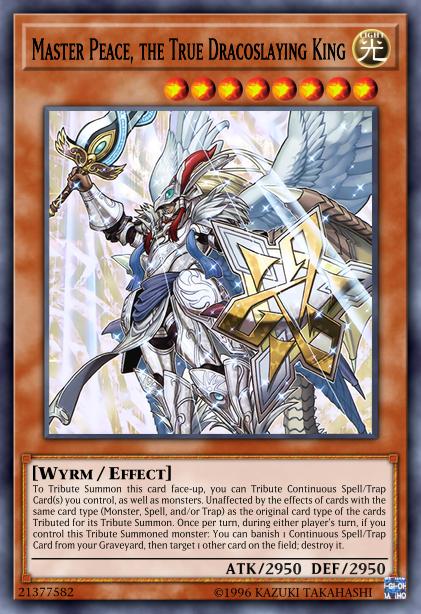 MASTER PEACE, THE TRUE DRACOSLAYING KING
LIGHT
光
[WYRM / EFFECT]
To Tribute Summon this card face-up, you can Tribute Continuous Spell/Trap
Card(s) you control, as well as monsters. Unaffected by the effects of cards with the
same card type (Monster, Spell, and/or Trap) as the original card type of the cards
Tributed for its Tribute Summon. Once per turn, during either player's turn, if you
control this Tribute Summoned monster: You can banish 1 Continuous Spell/Trap
Card from your Graveyard, then target 1 other card on the field; destroy it.
ATK/2950 DEF/2950
21377582
©1996 KAZUKI TAKAHASHI